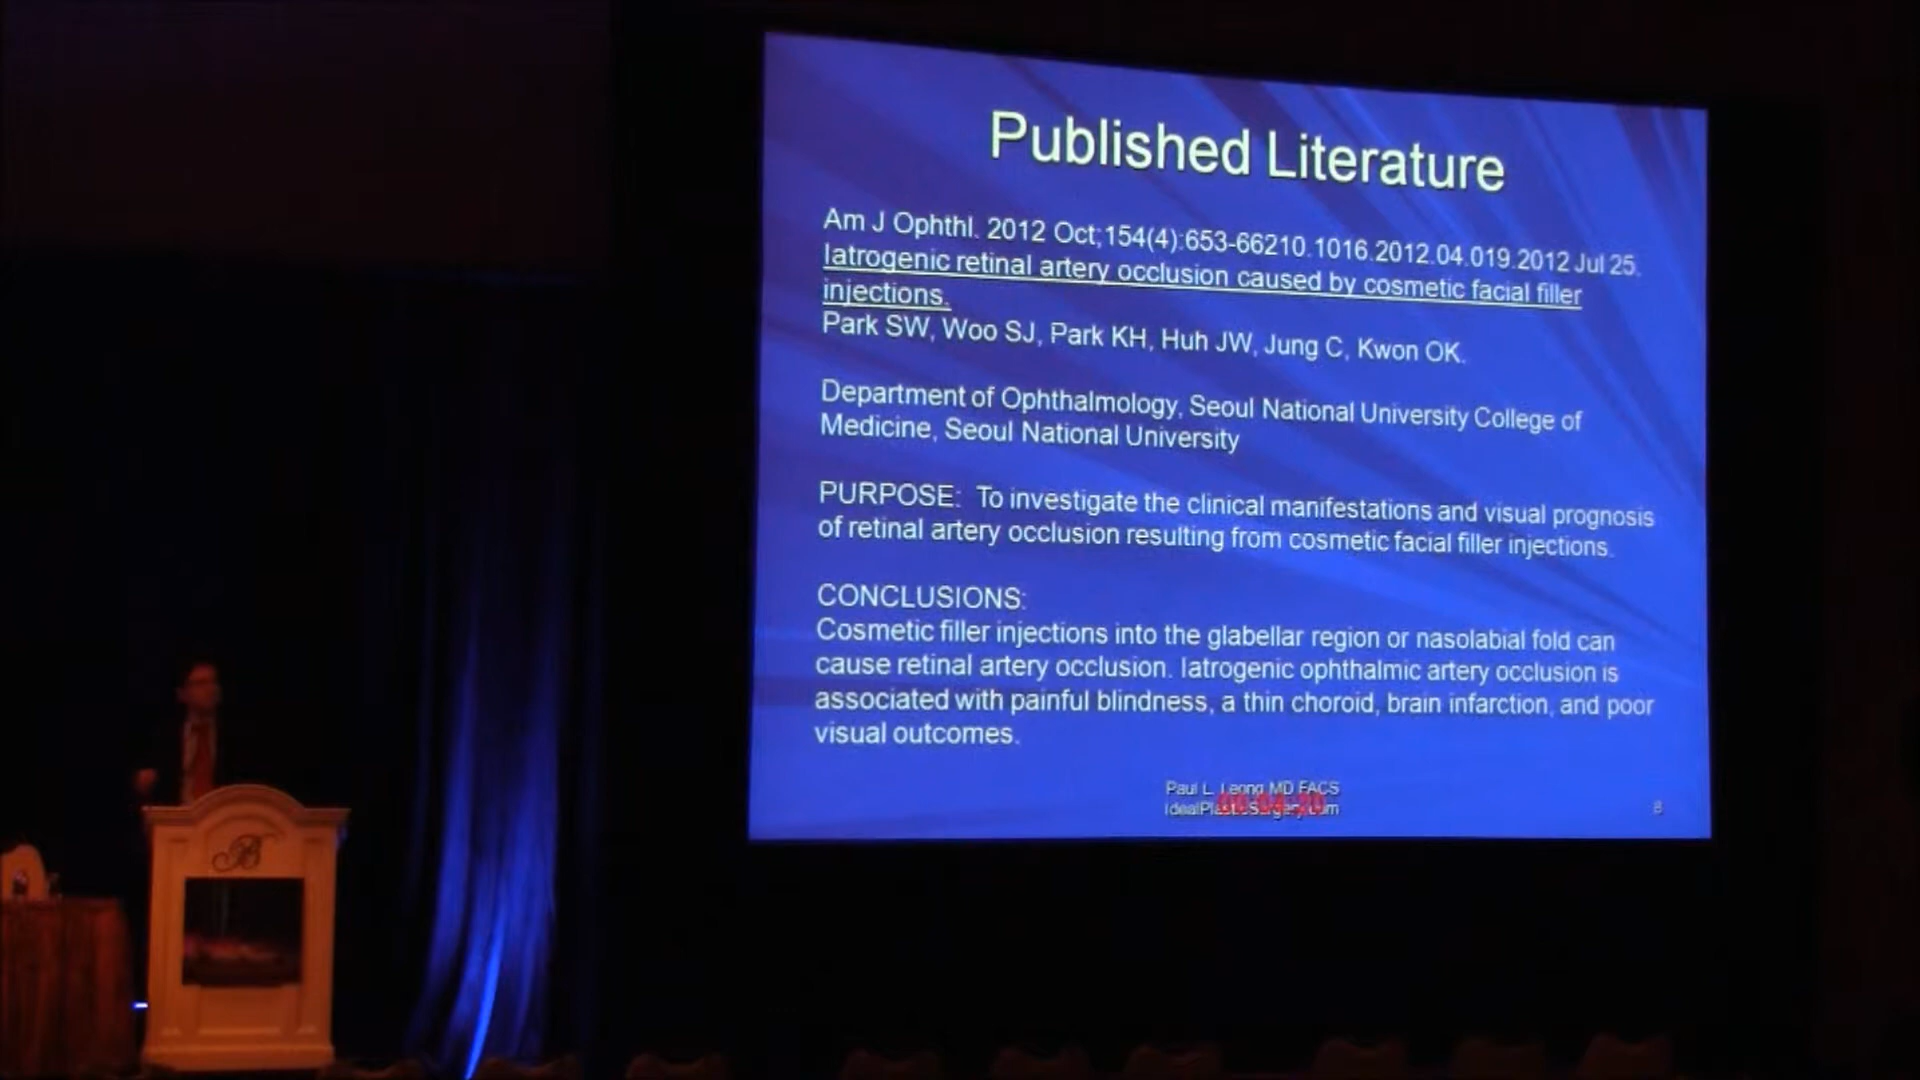 Published Literature
Am J Ophthl. 2012 Oct;154(4):653-66210.1016.2012.04.019.2012 Jul 25.
Iatrogenic retinal artery occlusion caused by cosmetic facial filler
injections.
Park SW, Woo SJ, Park KH, Huh JW, Jung C, Kwon OK.
Department of Ophthalmology, Seoul National University College of
Medicine, Seoul National University
PURPOSE: To investigate the clinical manifestations and visual prognosis
of retinal artery occlusion resulting from cosmetic facial filler injections.
CONCLUSIONS:
Cosmetic filler injections into the glabellar region or nasolabial fold can
cause retinal artery occlusion. Iatrogenic ophthalmic artery occlusion is
associated with painful blindness, a thin choroid, brain infarction, and poor
visual outcomes.
Paul L. Leong MD FACS
IdealPlasticSurgery.com
8
B